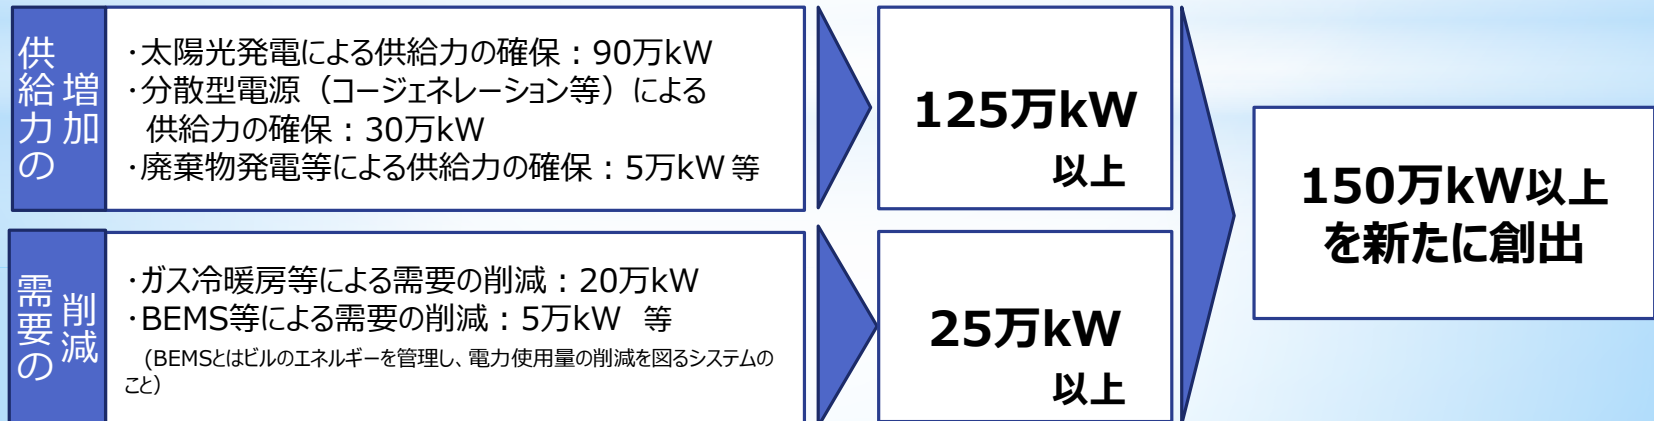 供給力の
増加
・太陽光発電による供給力の確保：90万kW
・分散型電源（コージェネレーション等）による
供給力の確保：30万kW
・廃棄物発電等による供給力の確保：5万kW 等
125万kW
以上
需要の
削減
・ガス冷暖房等による需要の削減：20万kW
・BEMS等による需要の削減：5万kW 等
(BEMSとはビルのエネルギーを管理し、電力使用量の削減を図るシステムの
こと）
25万kW
以上
150万kW以上
を新たに創出